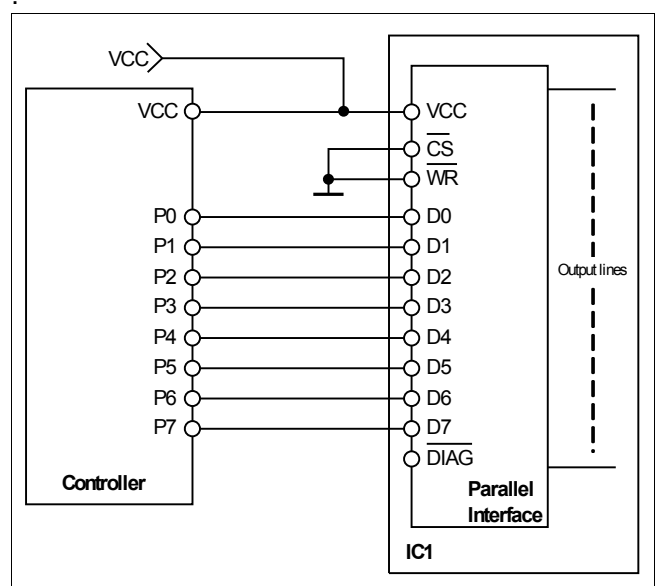 VCC
VCC VCC
CS
WR
P0 D0
P1 D1
P2 D2
P3 D3
P4 D4
P5 D5
P6 D6
P7 D7
DIAG
Output lines
Controller
Parallel
Interface
IC1